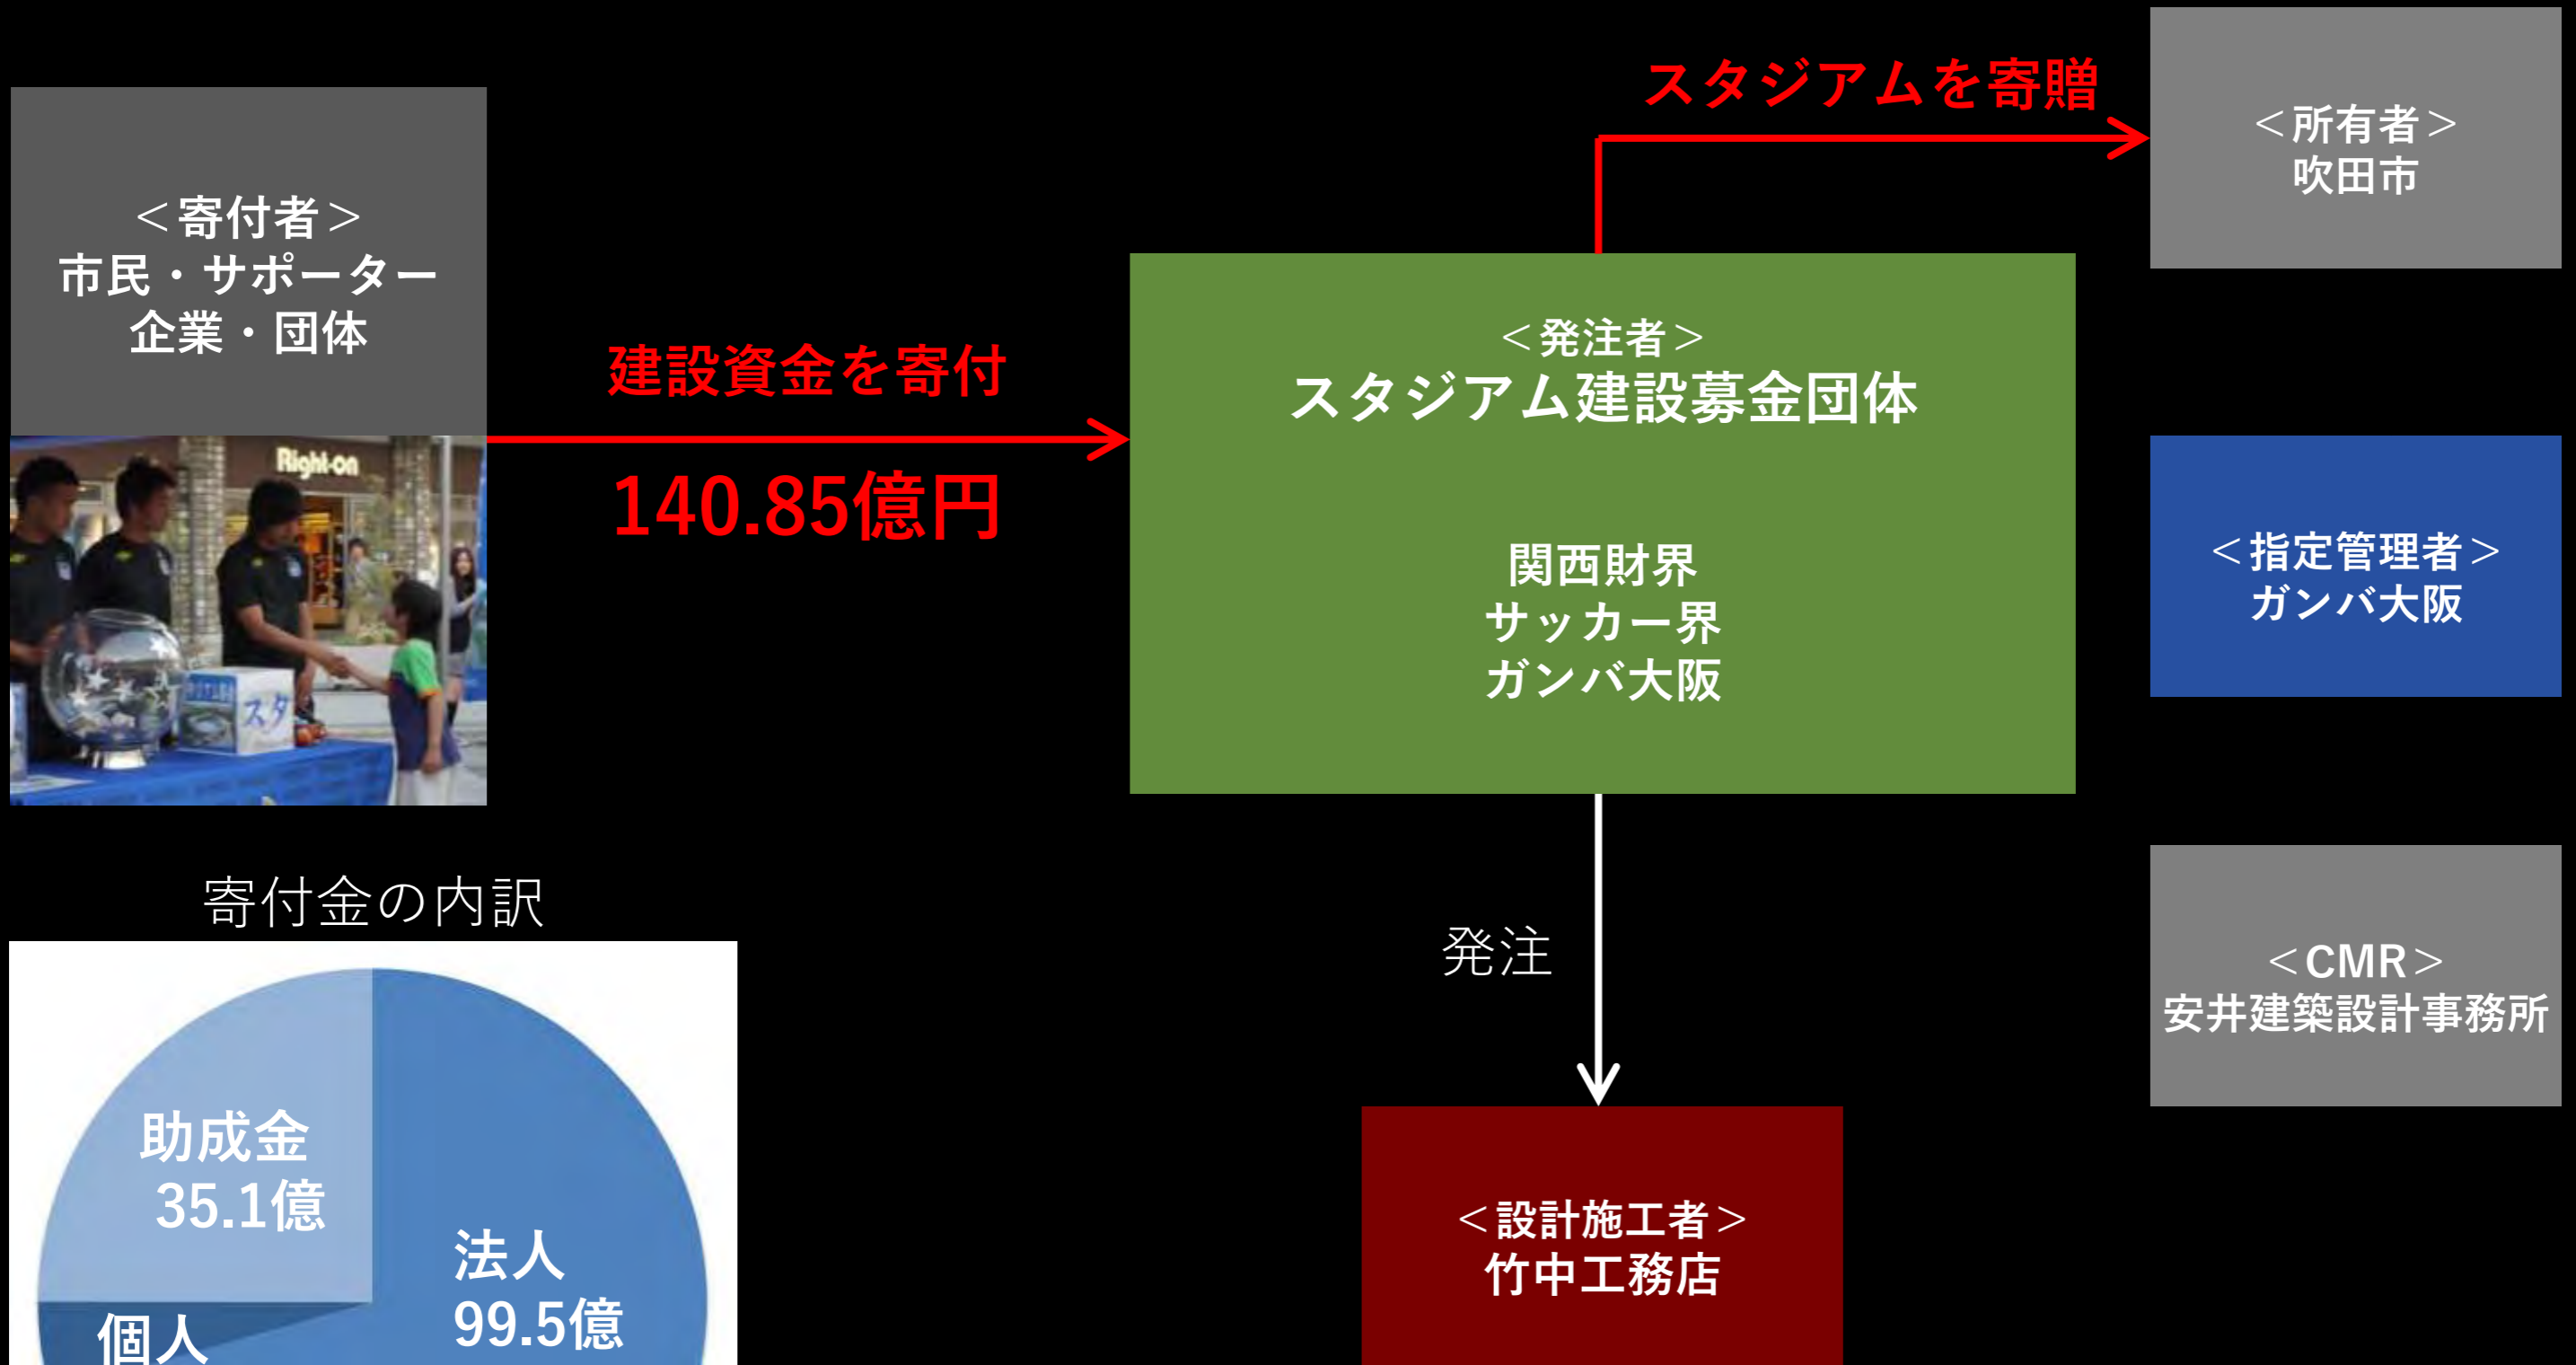 スタジアムを寄贈
＜所有者＞
吹田市
＜寄付者＞
市民・サポーター
企業・団体
建設資金を寄付
140.85億円
Right-on
スタ
＜発注者＞
スタジアム建設募金団体
関西財界
サッカー界
ガンバ大阪
＜指定管理者＞
ガンバ大阪
＜CMR＞
安井建築設計事務所
発注
＜設計施工者＞
竹中工務店
寄付金の内訳
助成金
35.1億
法人
99.5億
個人